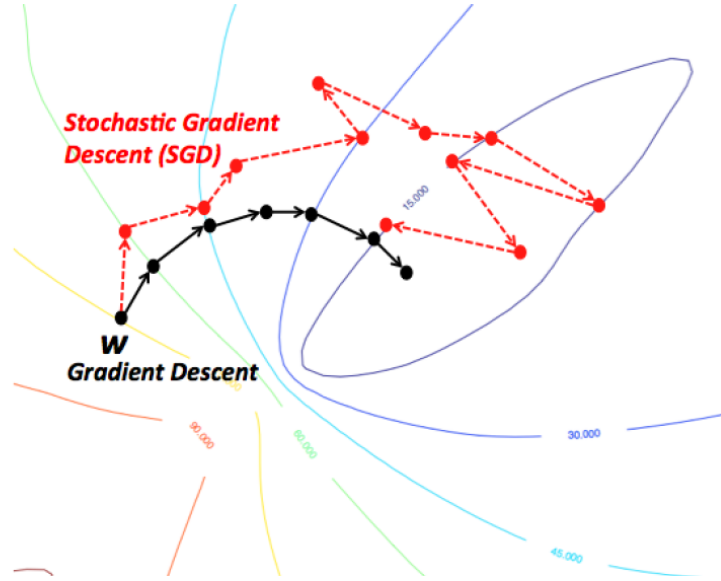 Stochastic Gradient
Descent (SGD)
15.000
W
Gradient Descent
90.000
60.000
30.000
45.000